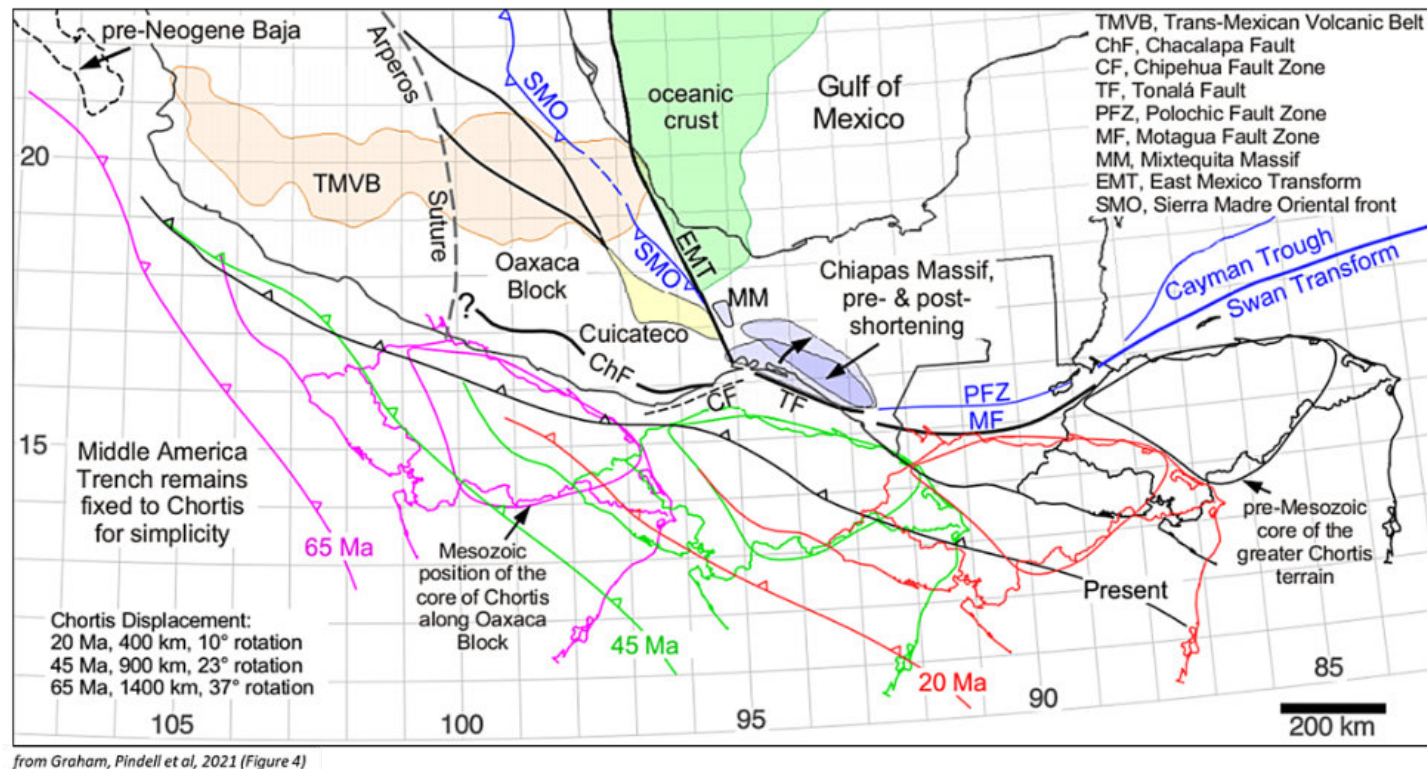 pre-Neogene Baja
Arperos
Suture
SMO
oceanic
crust
Gulf of
Mexico
TMVB, Trans-Mexican Volcanic Belt
ChF, Chacalapa Fault
CF, Chipehua Fault Zone
TF, Tonalá Fault
PFZ, Polochic Fault Zone
MF, Motagua Fault Zone
MM, Mixtequita Massif
EMT, East Mexico Transform
SMO, Sierra Madre Oriental front
20
TMVB
SMO
EMT
Oaxaca
Block
MM
Chiapas Massif,
pre- & post-
shortening
Cayman Trough
Swan Transform
?
Cuicateco
ChF
CF
TF
PFZ
MF
15
Middle America
Trench remains
fixed to Chortis
for simplicity
65 Ma
Mesozoic
position of the
core of Chortis
along Oaxaca
Block
45 Ma
20 Ma
Present
pre-Mesozoic
core of the
greater Chortis
terrain
Chortis Displacement:
20 Ma, 400 km, 10° rotation
45 Ma, 900 km, 23° rotation
65 Ma, 1400 km, 37° rotation
105
100
95
90
85
200 km
from Graham, Pindell et al, 2021 (Figure 4)